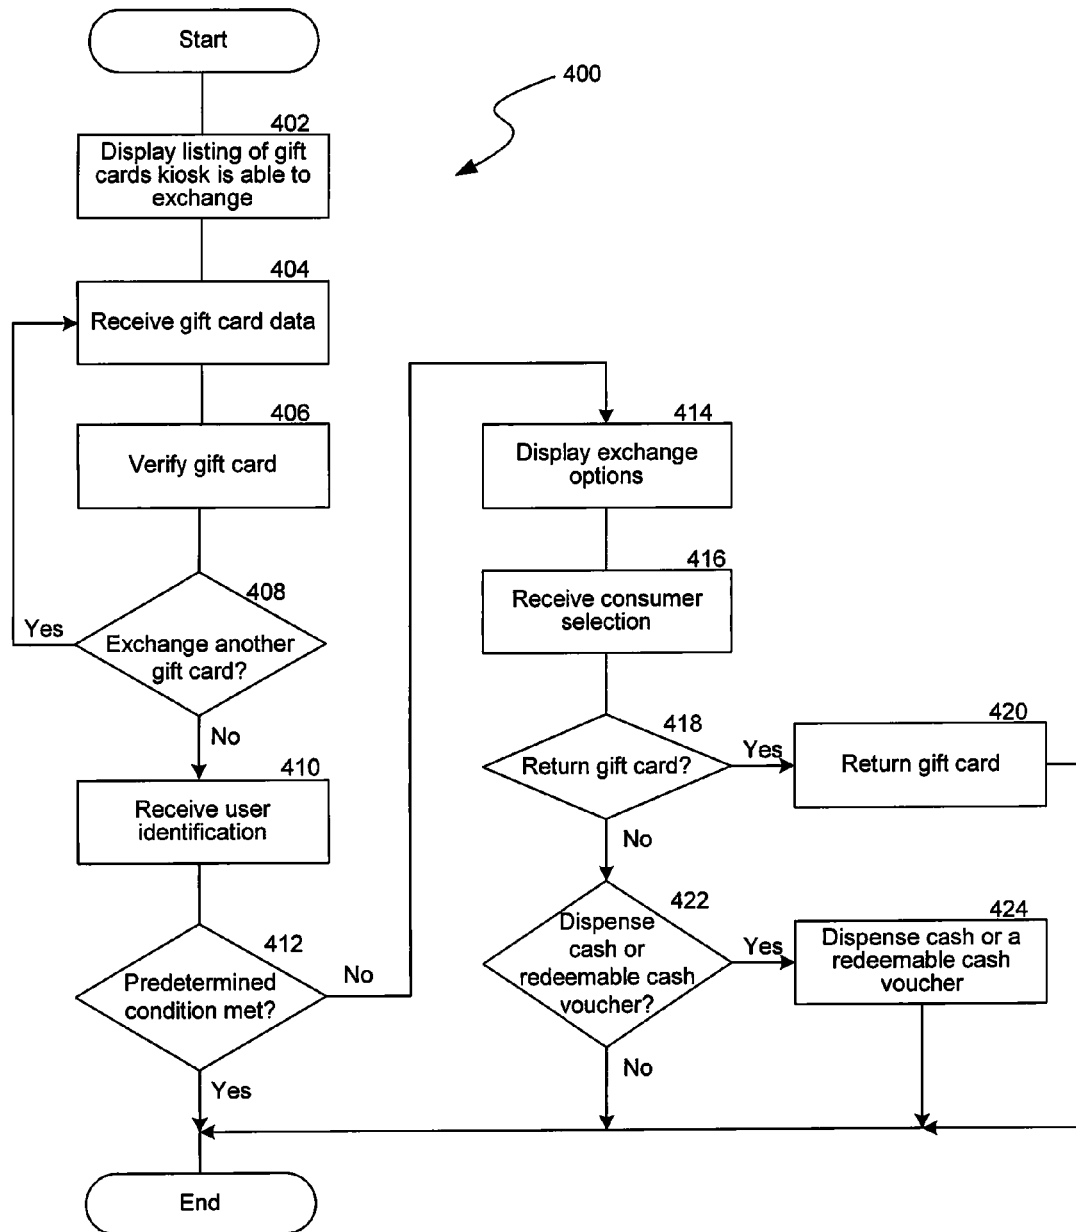 Start
400
402
Display listing of gift
cards kiosk is able to
exchange
404
Receive gift card data
406
Verify gift card
408
Exchange another
gift card?
Yes
No
410
Receive user
identification
412
Predetermined
condition met?
No
Yes
End
414
Display exchange
options
416
Receive consumer
selection
418
Return gift card?
Yes
No
420
Return gift card
422
Dispense
cash or
redeemable cash
voucher?
Yes
No
424
Dispense cash or a
redeemable cash
voucher